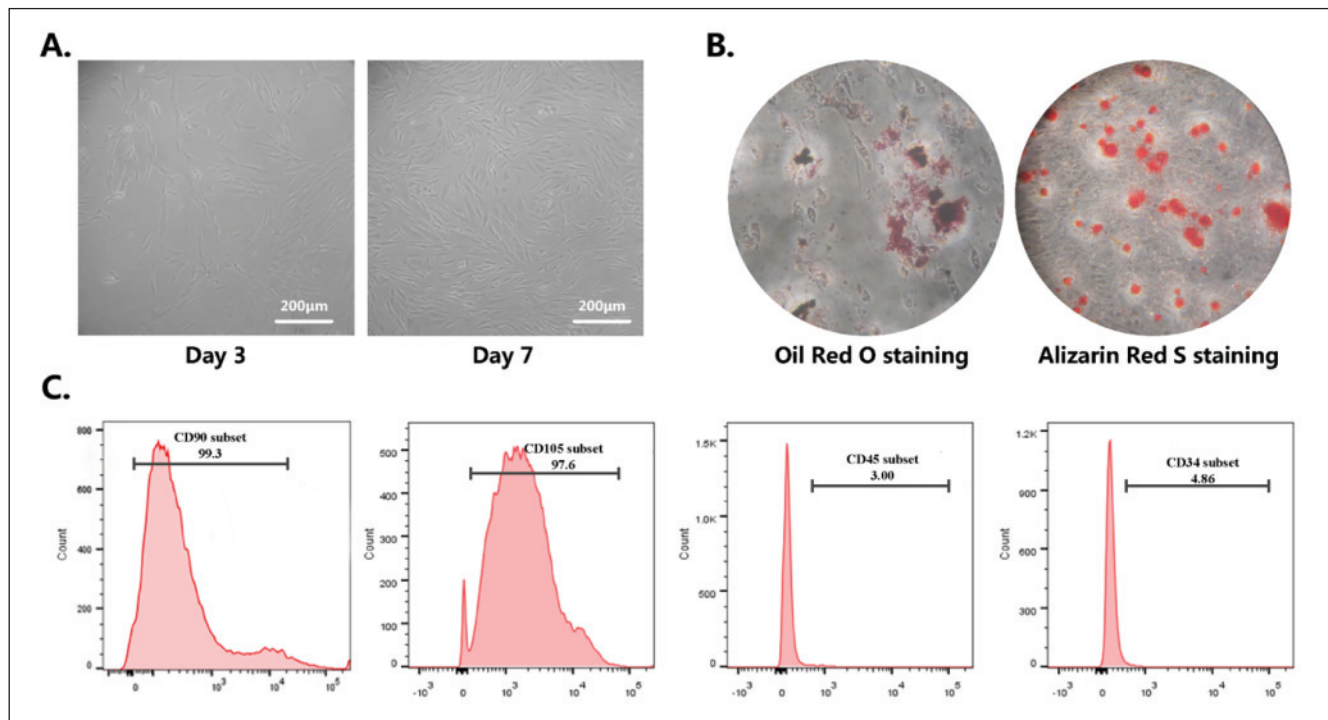 A.
B.
200μm
200μm
Day 3
Day 7
Oil Red O staining
Alizarin Red S staining
C.
CD90 subset
99.3
Count
800
600
400
200
0
0
10^3
10^4
10^5
CD105 subset
97.6
Count
500
400
300
200
100
0
-10^3
0
10^3
10^4
10^5
CD45 subset
3.00
Count
1.5K
1.0K
500
0
-10^3
0
10^3
10^4
10^5
CD34 subset
4.86
Count
1.2K
900
600
300
0
-10^3
0
10^3
10^4
10^5